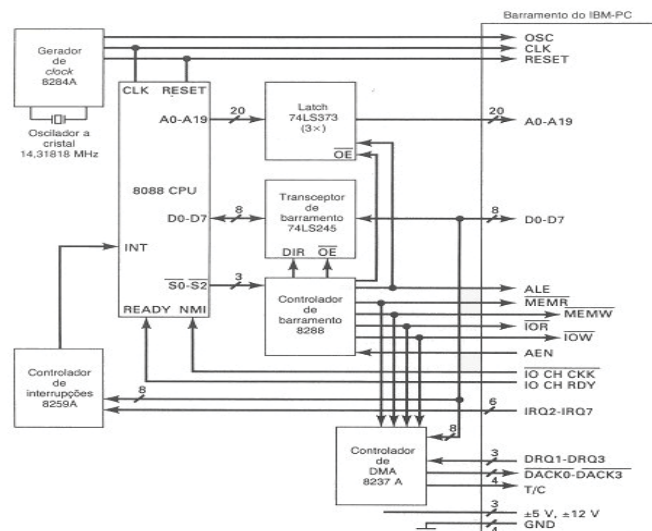 Barramento do IBM-PC
Gerador
de
clock
8284A
OSC
CLK
RESET
CLK RESET
Oscilador a
cristal
14,31818 MHz
A0-A19
20
Latch
74LS373
(3×)
OE
20
A0-A19
8088 CPU
D0-D7
8
Transceptor
de
barramento
74LS245
8
D0-D7
INT
DIR OE
S0-S2
3
READY NMI
Controlador
de
barramento
8288
ALE
MEMR
MEMW
IOR
IOW
AEN
IO CH CKK
IO CH RDY
Controlador
de
interrupções
8259A
8
6
IRQ2-IRQ7
8
Controlador
de
DMA
8237 A
3
DRQ1-DRQ3
DACK0-DACK3
4
T/C
3
±5 V, ±12 V
GND
4